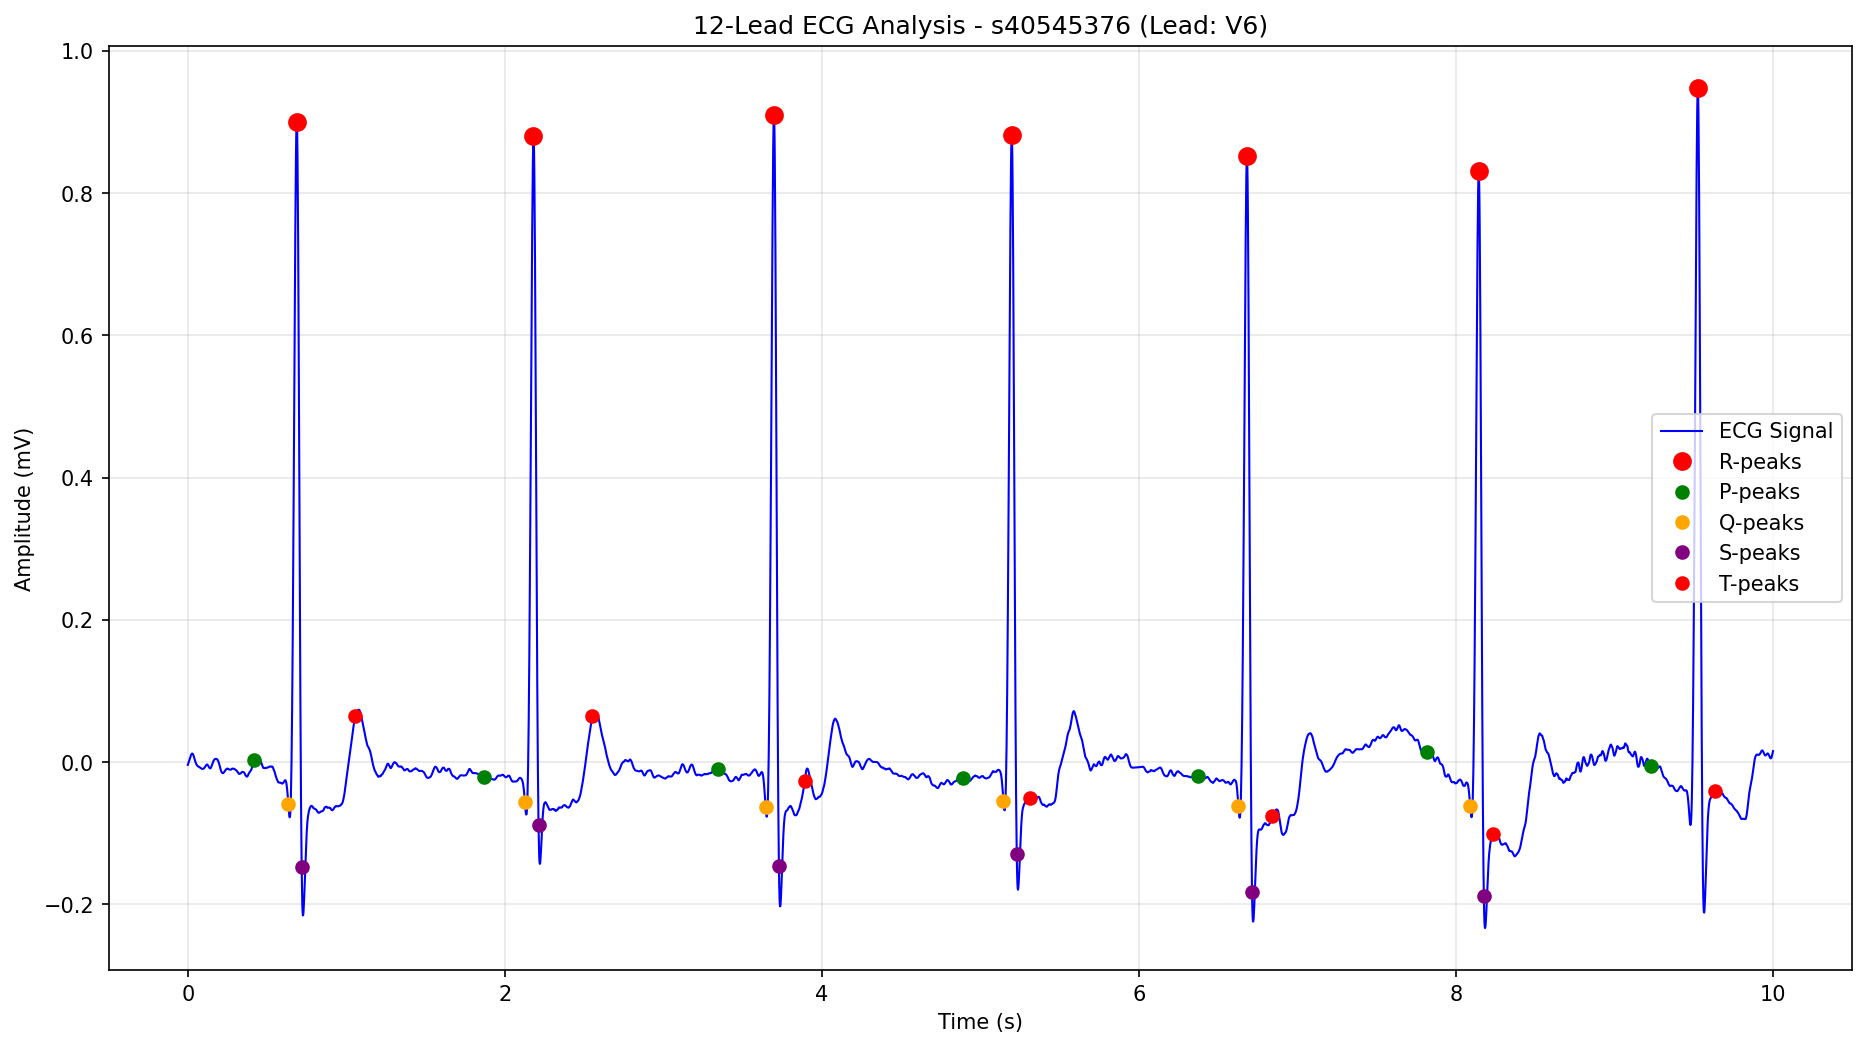 12-Lead ECG Analysis - s40545376 (Lead: V6)
1.0
0.8
0.6
0.4
0.2
0.0
−0.2
Amplitude (mV)
0
2
4
6
8
10
Time (s)
ECG Signal
R-peaks
P-peaks
Q-peaks
S-peaks
T-peaks